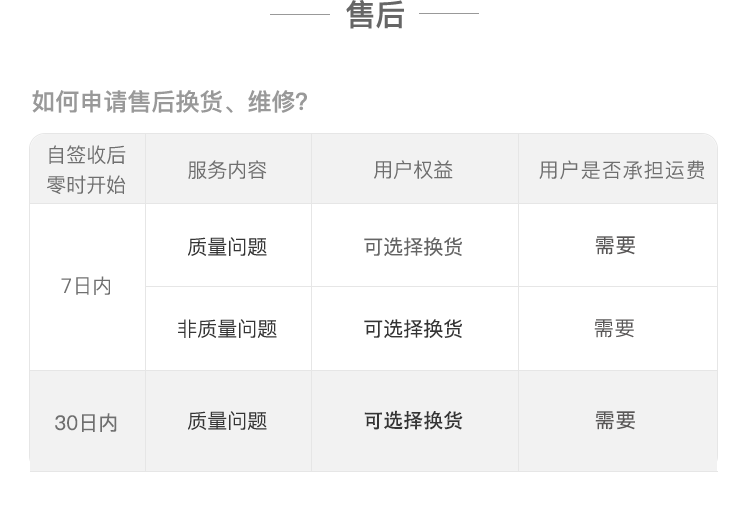 售后
如何申请售后换货、维修?
自签收后
零时开始
服务内容
用户权益
用户是否承担运费
7日内
质量问题
可选择换货
需要
非质量问题
可选择换货
需要
30日内
质量问题
可选择换货
需要